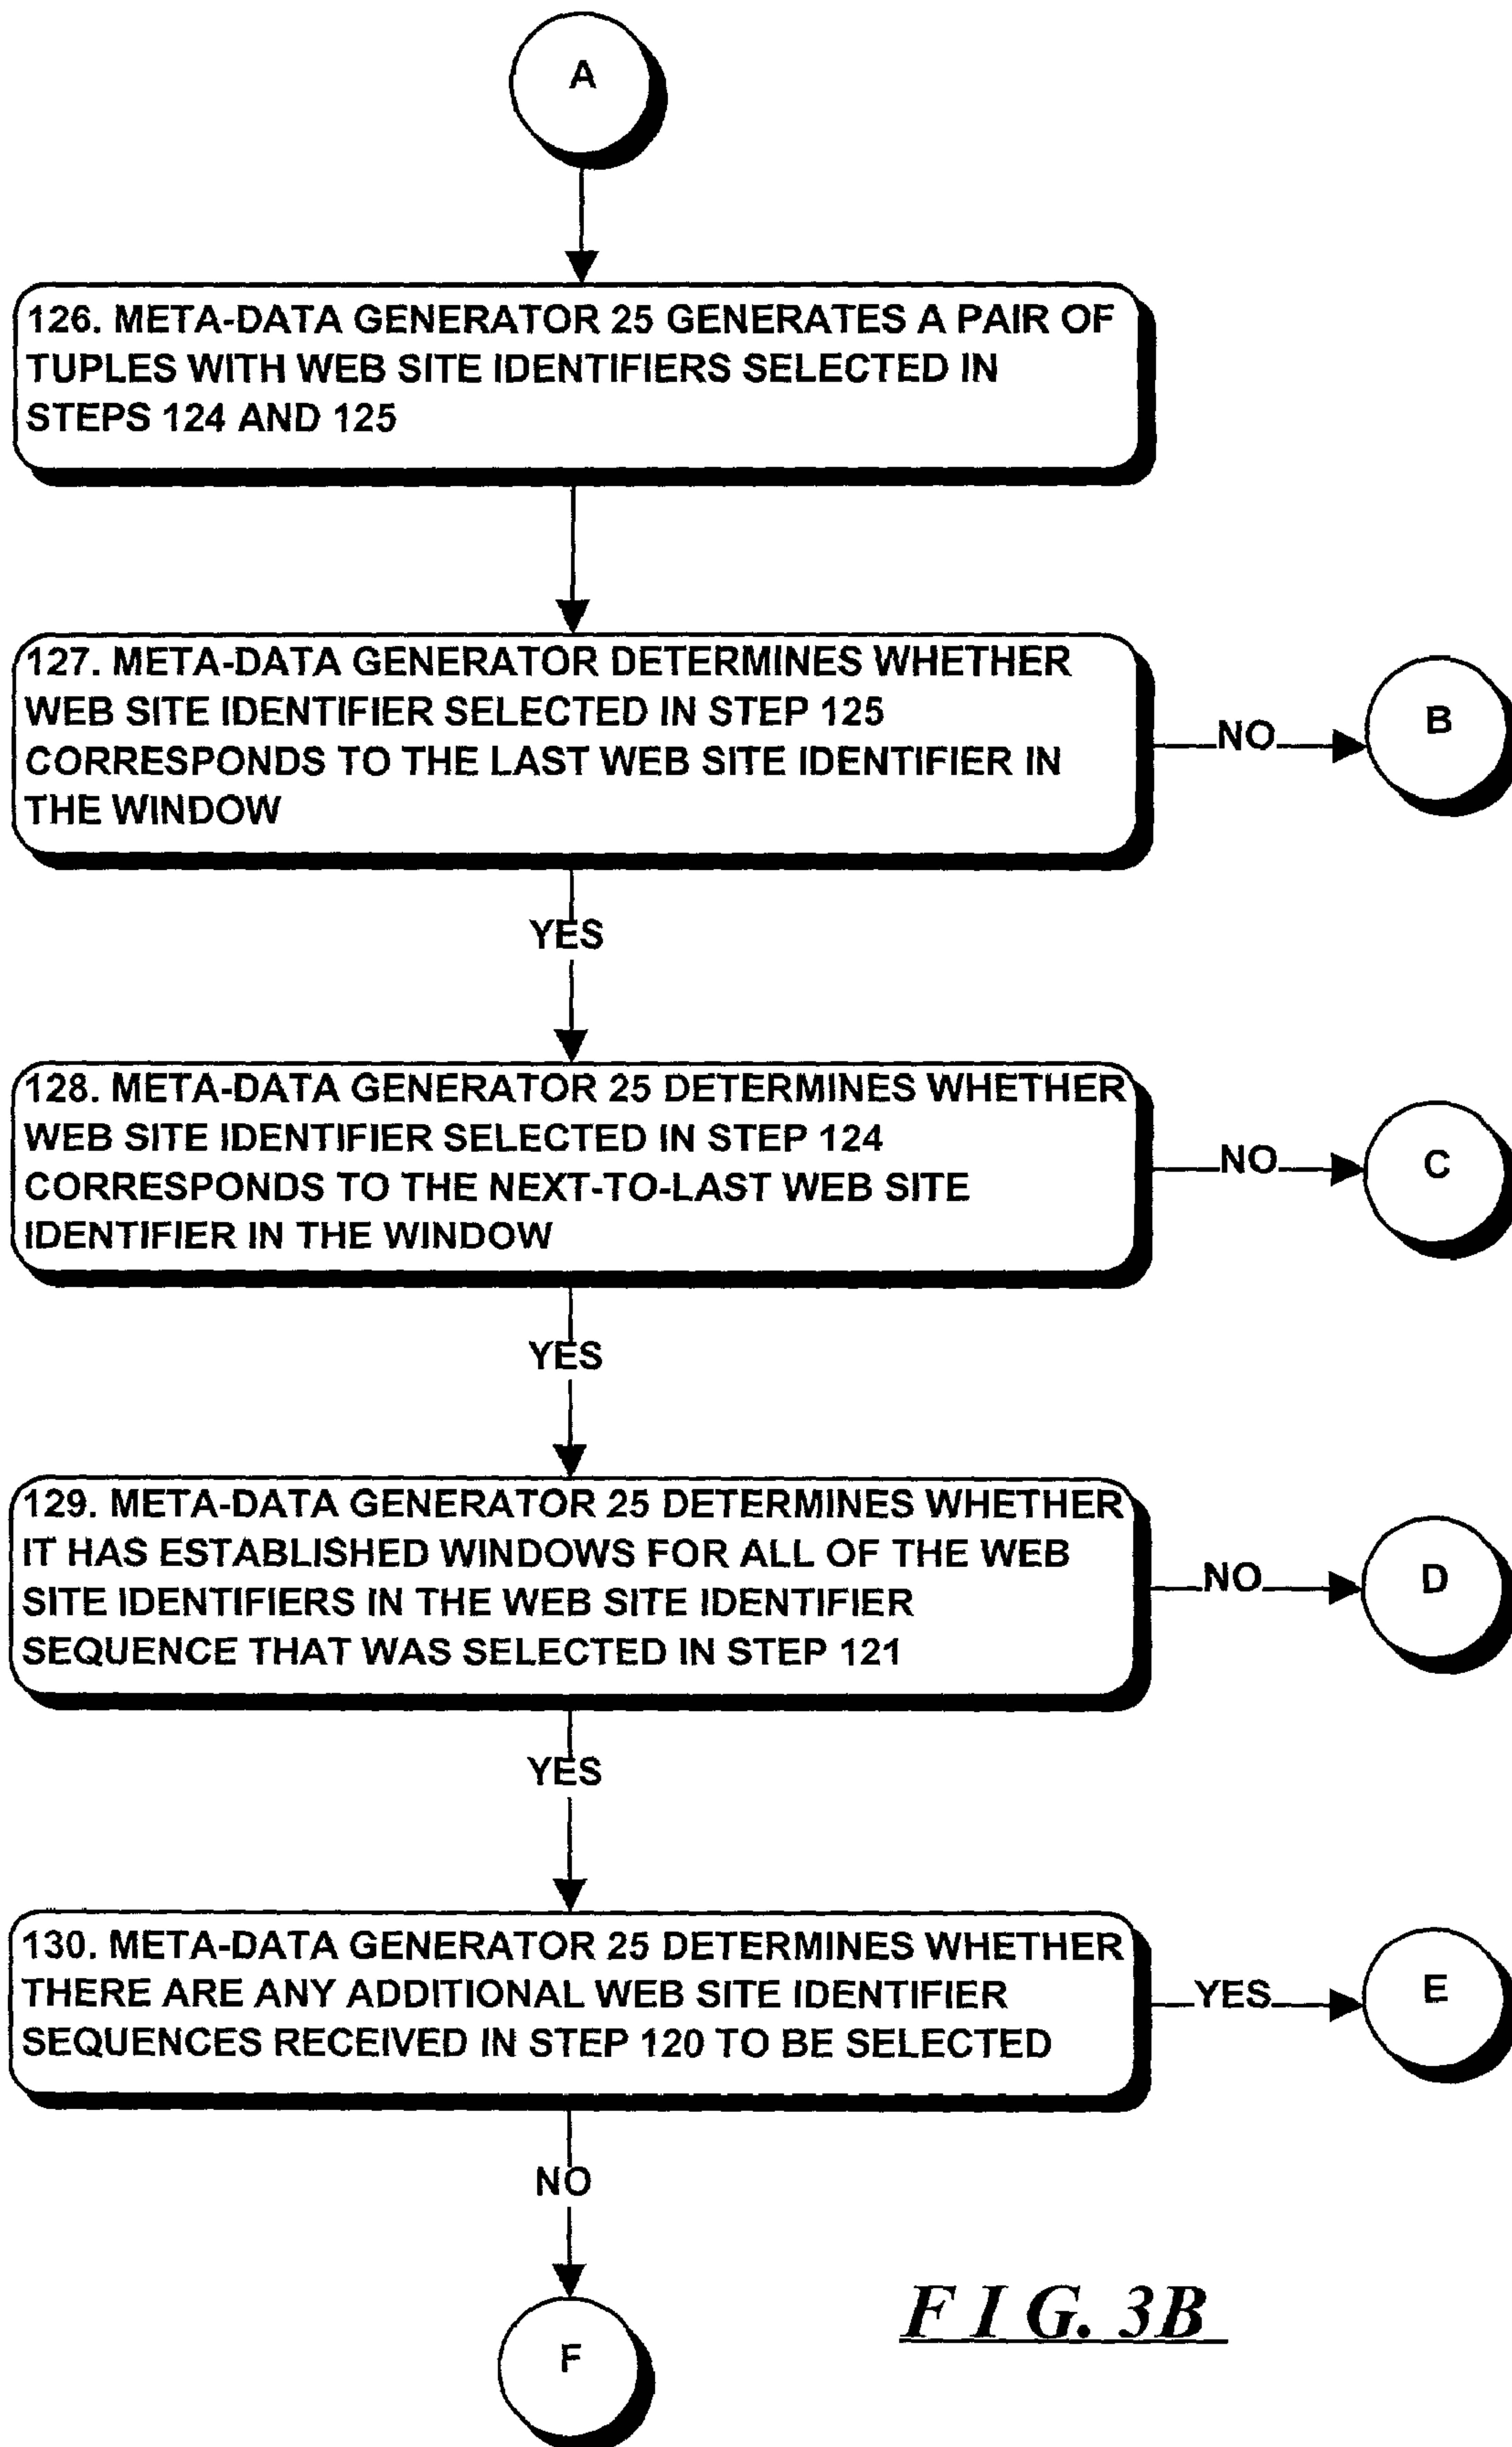 A
126. META-DATA GENERATOR 25 GENERATES A PAIR OF
TUPLES WITH WEB SITE IDENTIFIERS SELECTED IN
STEPS 124 AND 125
127. META-DATA GENERATOR DETERMINES WHETHER
WEB SITE IDENTIFIER SELECTED IN STEP 125
CORRESPONDS TO THE LAST WEB SITE IDENTIFIER IN
THE WINDOW
NO
B
YES
128. META-DATA GENERATOR 25 DETERMINES WHETHER
WEB SITE IDENTIFIER SELECTED IN STEP 124
CORRESPONDS TO THE NEXT-TO-LAST WEB SITE
IDENTIFIER IN THE WINDOW
NO
C
YES
129. META-DATA GENERATOR 25 DETERMINES WHETHER
IT HAS ESTABLISHED WINDOWS FOR ALL OF THE WEB
SITE IDENTIFIERS IN THE WEB SITE IDENTIFIER
SEQUENCE THAT WAS SELECTED IN STEP 121
NO
D
YES
130. META-DATA GENERATOR 25 DETERMINES WHETHER
THERE ARE ANY ADDITIONAL WEB SITE IDENTIFIER
SEQUENCES RECEIVED IN STEP 120 TO BE SELECTED
YES
E
NO
F
FIG. 3B